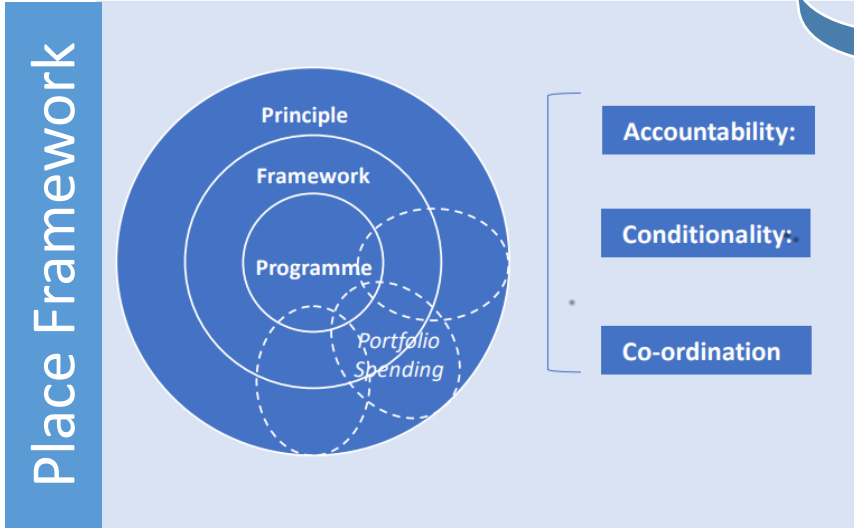 Place Framework
Principle
Framework
Programme
Portfolio
Spending
Accountability:
Conditionality:
Co-ordination